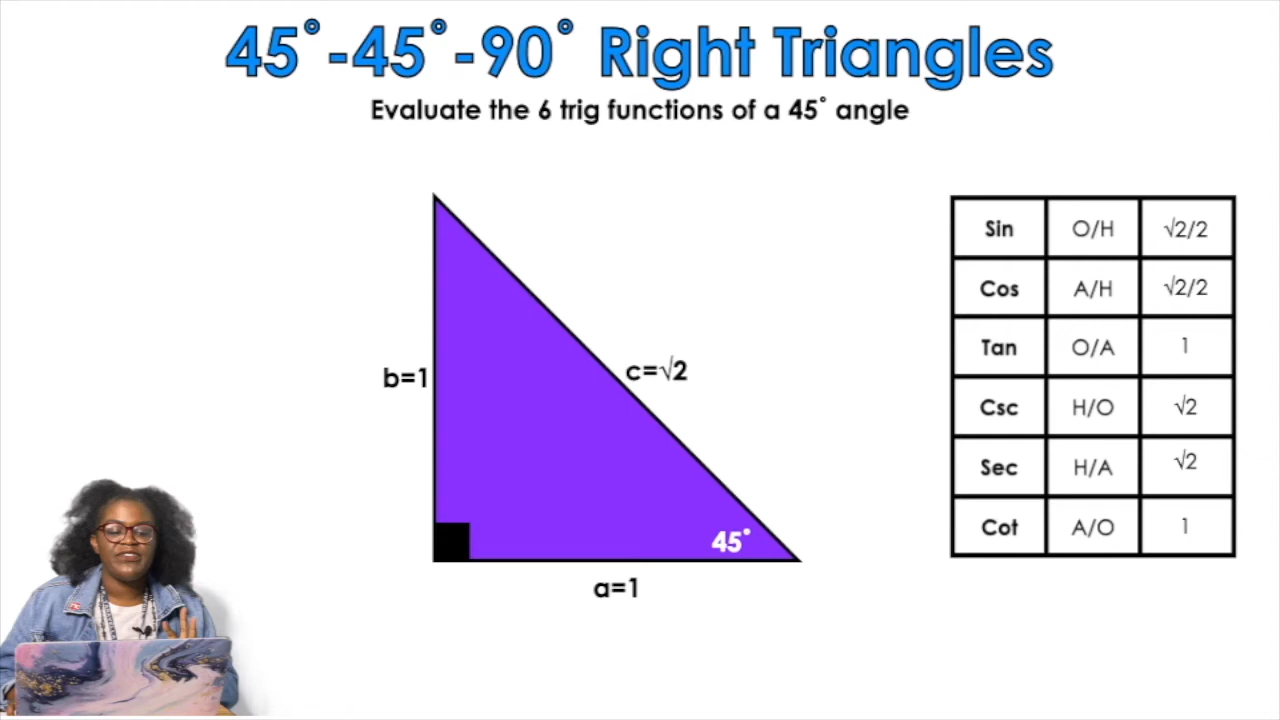 45°-45°-90° Right Triangles
Evaluate the 6 trig functions of a 45° angle
b=1
c=√2
45°
a=1
Sin O/H √2/2
Cos A/H √2/2
Tan O/A 1
Csc H/O √2
Sec H/A √2
Cot A/O 1